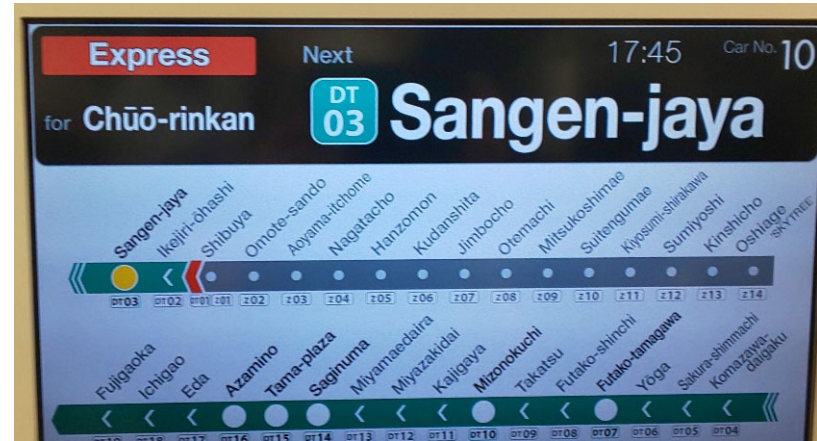 Express
Next
17:45
Car No. 10
for Chūō-rinkan
DT
03
Sangen-jaya
Sangen-jaya
Ikejiri-ōhashi
Shibuya
Omote-sando
Aoyama-itchome
Nagatacho
Hanzomon
Kudanshita
Jimbocho
Otemachi
Mitsukoshimae
Suitengumae
Kiyosumi-shirakawa
Sumiyoshi
Kinshicho
Oshiage
SKYTREE
DT03 DT02 DT01 Z01 Z02 Z03 Z04 Z05 Z06 Z07 Z08 Z09 Z10 Z11 Z12 Z13 Z14
Fujigaoka
Ichigao
Eda
Azamino
Tama-plaza
Saginuma
Miyamaedaira
Miyazakidai
Kajigaya
Mizonokuchi
Takatsu
Futako-shinchi
Futako-tamagawa
Yōga
Sakura-shimmachi
Komazawa-
daigaku
DT18 DT17 DT16 DT15 DT14 DT13 DT12 DT11 DT10 DT09 DT08 DT07 DT06 DT05 DT04